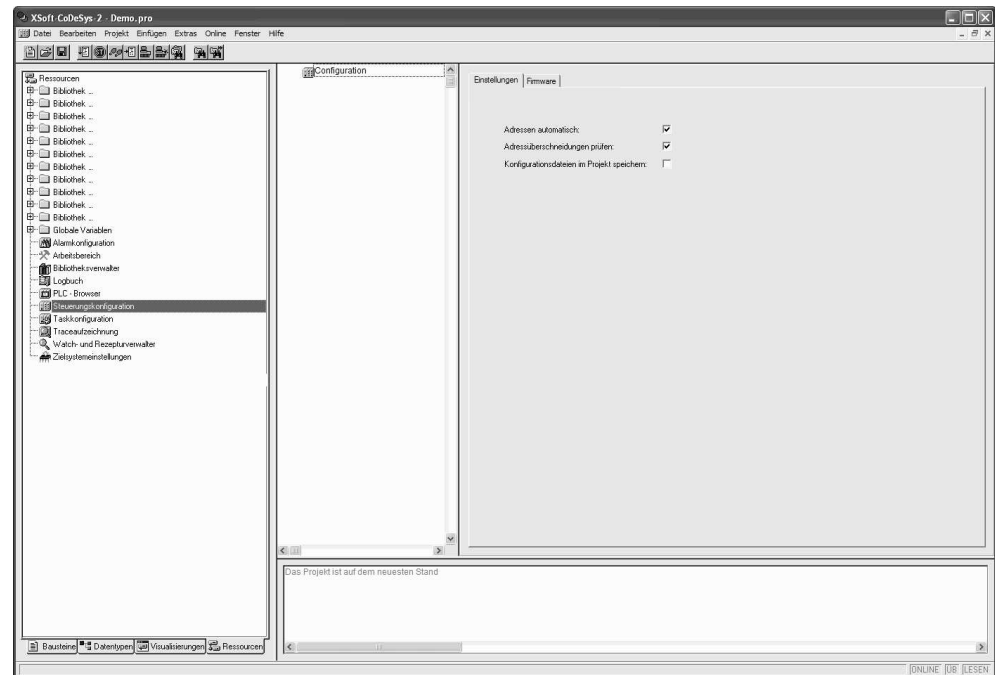 XSoft-CoDeSys-2 - Demo.pro
Datei Bearbeiten Projekt Einfügen Extras Online Fenster Hilfe
Ressourcen
Bibliothek ...
Bibliothek ...
Bibliothek ...
Bibliothek ...
Bibliothek ...
Bibliothek ...
Bibliothek ...
Bibliothek ...
Bibliothek ...
Bibliothek ...
Bibliothek ...
Globale Variablen
Alarmkonfiguration
Arbeitsbereich
Bibliotheksverwalter
Logbuch
PLC - Browser
Steuerungskonfiguration
Taskkonfiguration
Traceaufzeichnung
Watch- und Rezepturverwalter
Zielsystemeinstellungen
Bausteine Datentypen Visualisierungen Ressourcen
Configuration
Einstellungen Firmware
Adressen automatisch:
Adressüberschneidungen prüfen:
Konfigurationsdateien im Projekt speichern:
Das Projekt ist auf dem neuesten Stand
ONLINE ÜB LESEN